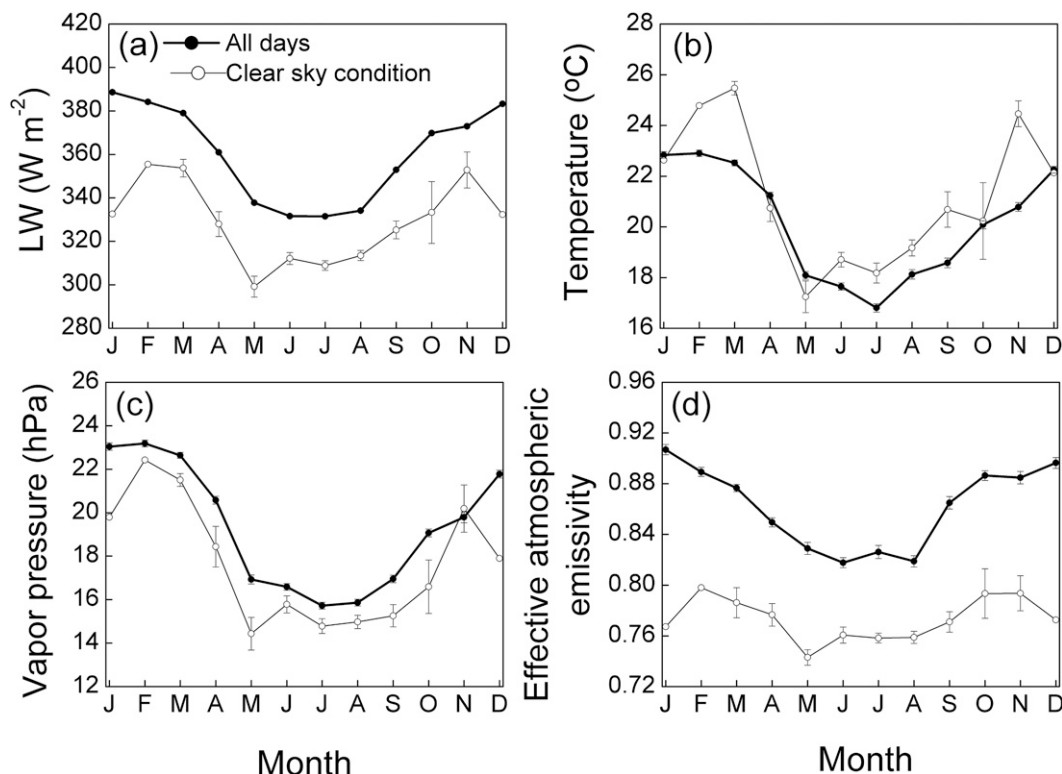 (a)
All days
Clear sky condition
LW (W m-2)
420
400
380
360
340
320
300
280
J F M A M J J A S O N D
(b)
Temperature (ºC)
28
26
24
22
20
18
16
J F M A M J J A S O N D
(c)
Vapor pressure (hPa)
26
24
22
20
18
16
14
12
J F M A M J J A S O N D
Month
(d)
Effective atmospheric
emissivity
0.96
0.92
0.88
0.84
0.80
0.76
0.72
J F M A M J J A S O N D
Month